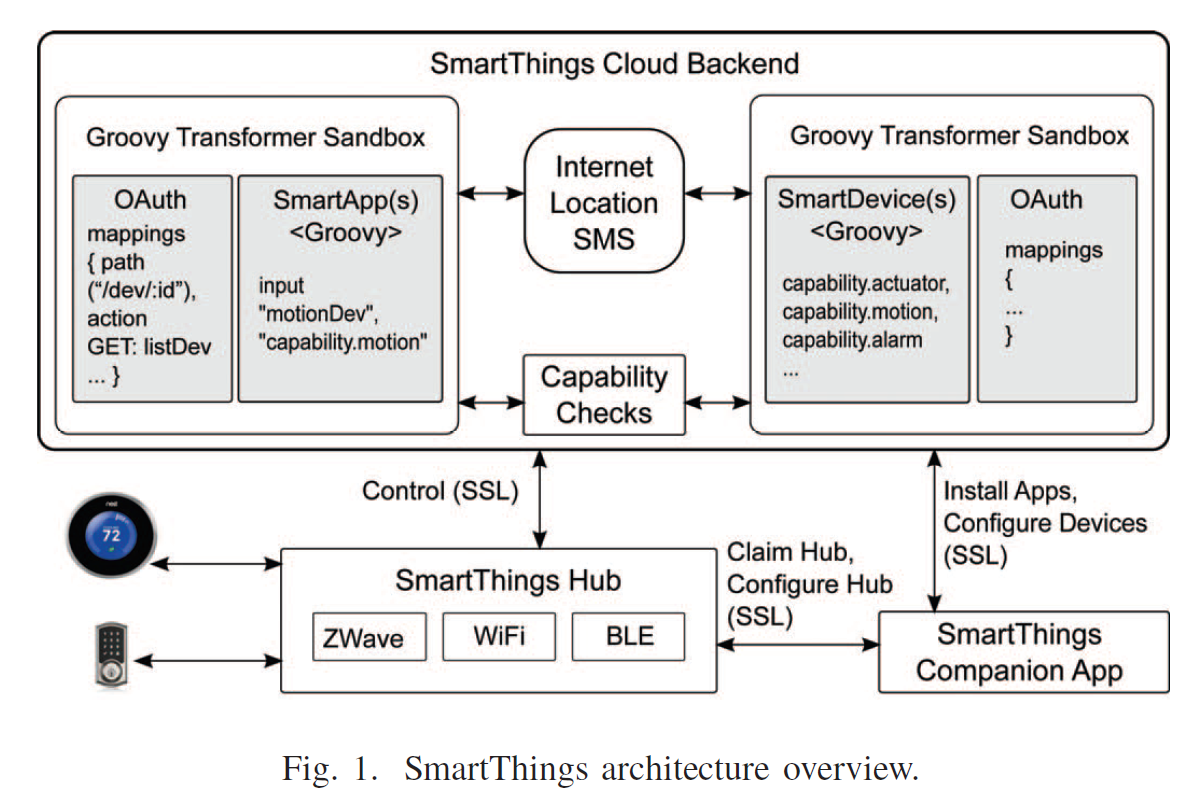 SmartThings Cloud Backend
Groovy Transformer Sandbox
OAuth
mappings
{ path
(“/dev/:id”),
action
GET: listDev
... }
SmartApp(s)
<Groovy>
input
"motionDev",
"capability.motion"
Internet
Location
SMS
Capability
Checks
Groovy Transformer Sandbox
SmartDevice(s)
<Groovy>
capability.actuator,
capability.motion,
capability.alarm
...
OAuth
mappings
{
...
}
Control (SSL)
Install Apps,
Configure Devices
(SSL)
nest
72
SmartThings Hub
ZWave
WiFi
BLE
Claim Hub,
Configure Hub
(SSL)
SmartThings
Companion App
Fig. 1. SmartThings architecture overview.